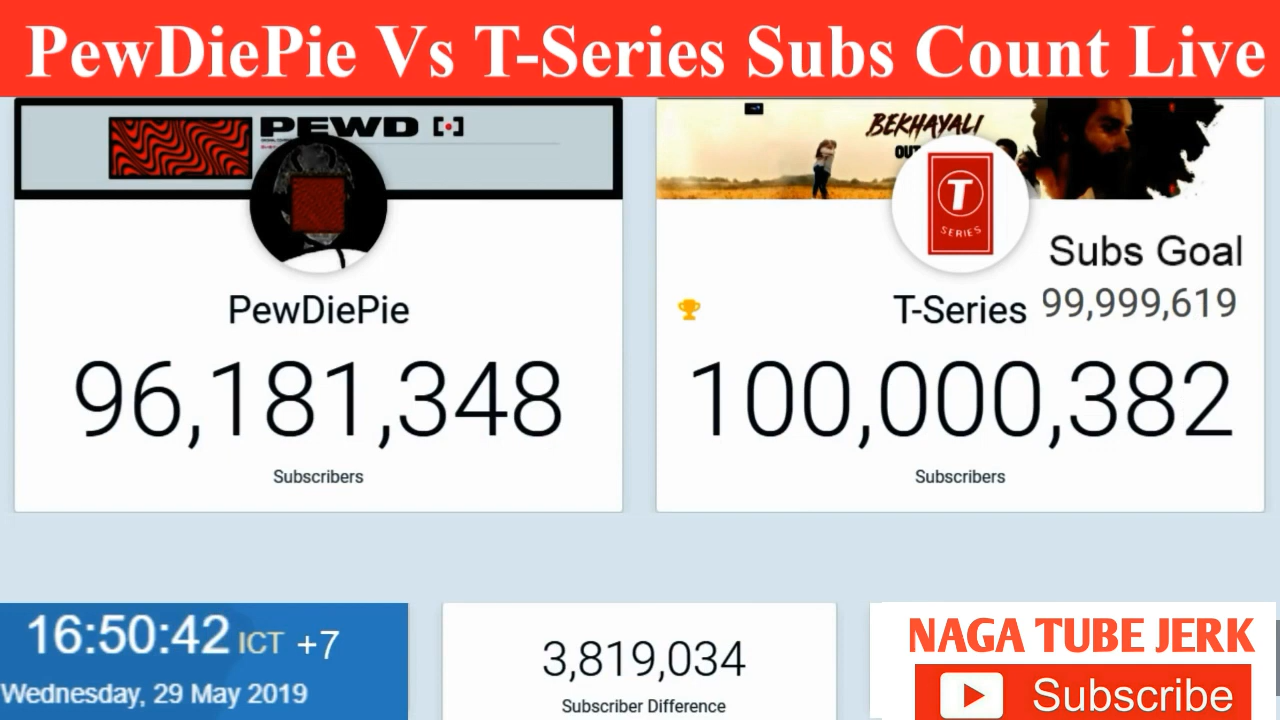 PewDiePie Vs T-Series Subs Count Live
PEWD
BEKHAYALI
OUT
T
SERIES
Subs Goal
99,999,619
PewDiePie
T-Series
96,181,348
100,000,382
Subscribers
Subscribers
16:50:42 ICT +7
Wednesday, 29 May 2019
3,819,034
Subscriber Difference
NAGA TUBE JERK
Subscribe